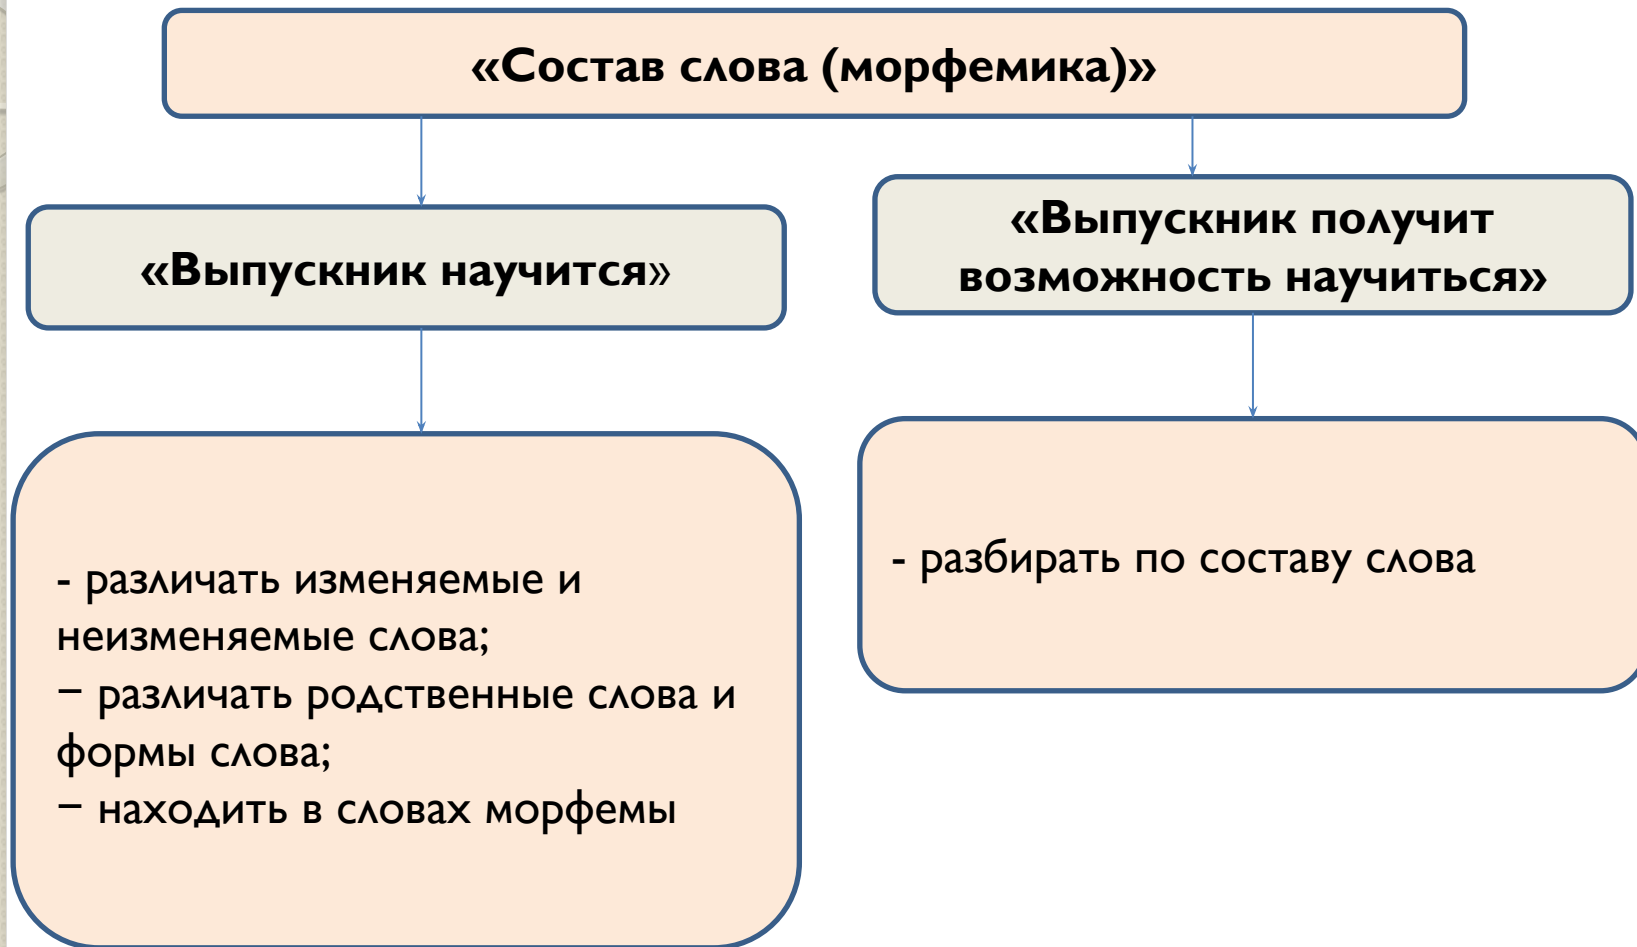 «Состав слова (морфемика)»
«Выпускник научится»
«Выпускник получит
возможность научиться»
- различать изменяемые и
неизменяемые слова;
– различать родственные слова и
формы слова;
– находить в словах морфемы
- разбирать по составу слова